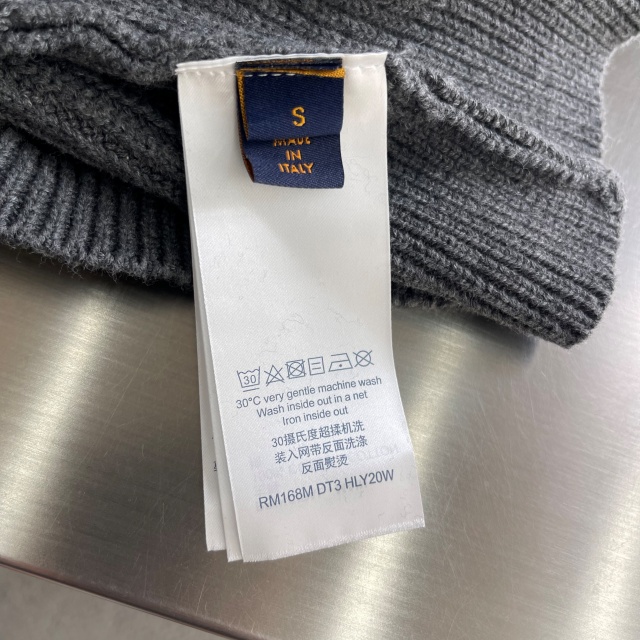 S
MADE
IN
ITALY
30
30°C very gentle machine wash
Wash inside out in a net
Iron inside out
30摄氏度超揉机洗
装入网带反面洗涤
反面熨烫
RM168M DT3 HLY20W